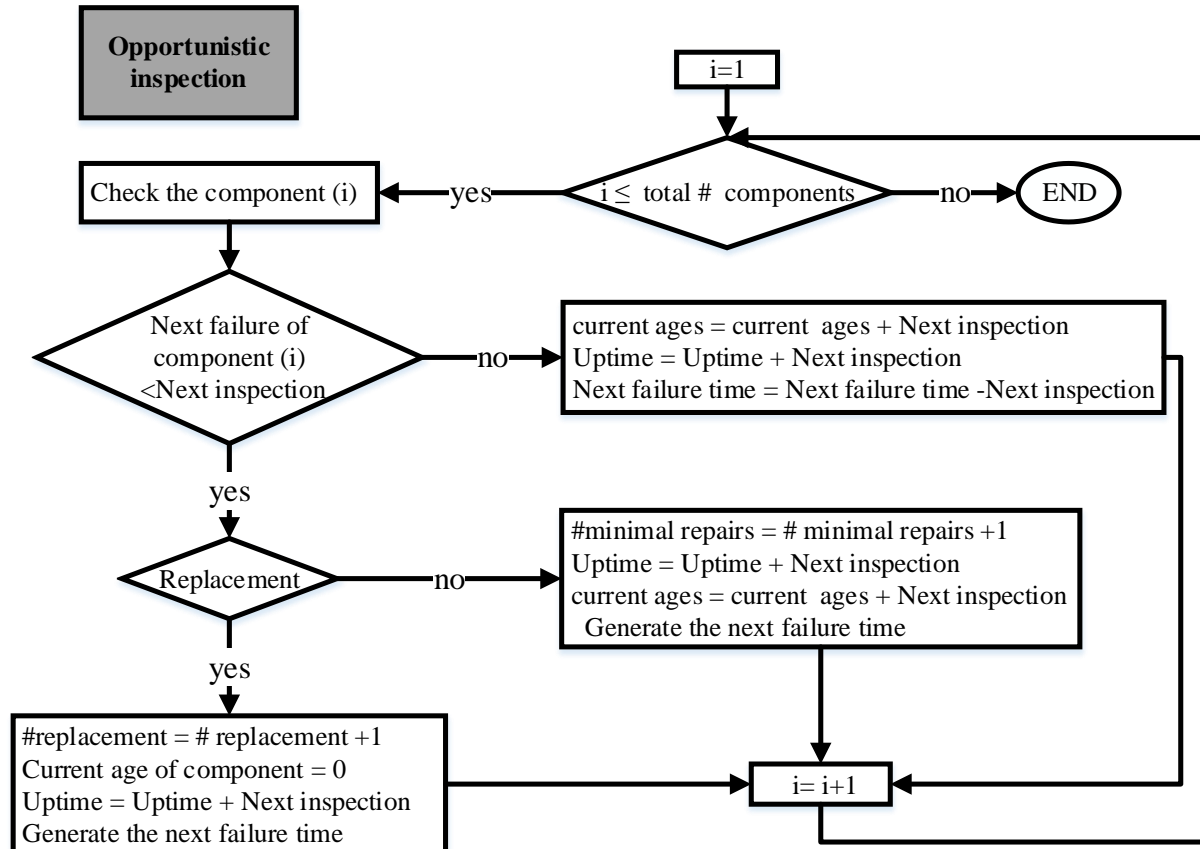 Opportunistic
inspection
i=1
i ≤ total # components
yes
no
END
Check the component (i)
Next failure of
component (i)
<Next inspection
no
current ages = current ages + Next inspection
Uptime = Uptime + Next inspection
Next failure time = Next failure time -Next inspection
yes
Replacement
no
#minimal repairs = # minimal repairs +1
Uptime = Uptime + Next inspection
current ages = current ages + Next inspection
Generate the next failure time
yes
#replacement = # replacement +1
Current age of component = 0
Uptime = Uptime + Next inspection
Generate the next failure time
i= i+1